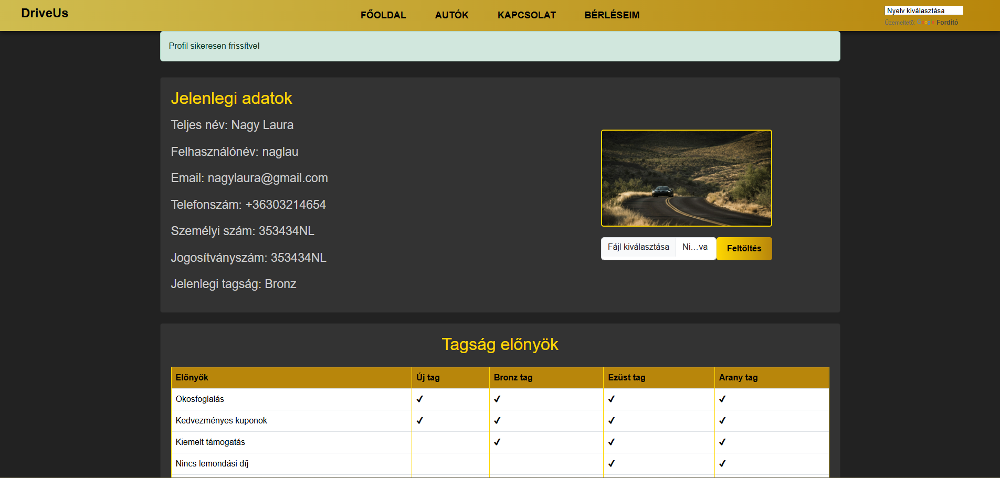 DriveUs
FŐOLDAL AUTÓK KAPCSOLAT BÉRLÉSEIM
Nyelv kiválasztása
Üzemeltető: Google Fordító
Profil sikeresen frissítve!
Jelenlegi adatok
Teljes név: Nagy Laura
Felhasználónév: naglau
Email: nagylaura@gmail.com
Telefonszám: +36303214654
Személyi szám: 353434NL
Jogosítványszám: 353434NL
Jelenlegi tagság: Bronz
Fájl kiválasztása Ni...va Feltöltés
Tagság előnyök
Előnyök Új tag Bronz tag Ezüst tag Arany tag
Okosfoglalás ✓ ✓ ✓ ✓
Kedvezményes kuponok ✓ ✓ ✓ ✓
Kiemelt támogatás ✓ ✓ ✓
Nincs lemondási díj ✓ ✓